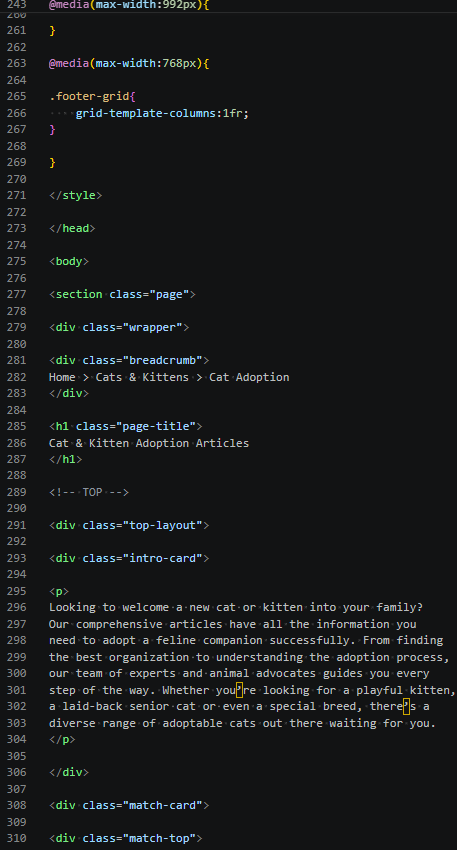 243 @media(max-width:992px){
260
261 }
262
263 @media(max-width:768px){
264
265 .footer-grid{
266 ····grid-template-columns:1fr;
267 }
268
269 }
270
271 </style>
272
273 </head>
274
275 <body>
276
277 <section class="page">
278
279 <div class="wrapper">
280
281 <div class="breadcrumb">
282 Home > Cats & Kittens > Cat Adoption
283 </div>
284
285 <h1 class="page-title">
286 Cat & Kitten Adoption Articles
287 </h1>
288
289 <!-- TOP -->
290
291 <div class="top-layout">
292
293 <div class="intro-card">
294
295 <p>
296 Looking to welcome a new cat or kitten into your family?
297 Our comprehensive articles have all the information you
298 need to adopt a feline companion successfully. From finding
299 the best organization to understanding the adoption process,
300 our team of experts and animal advocates guides you every
301 step of the way. Whether you’re looking for a playful kitten,
302 a laid-back senior cat or even a special breed, there’s a
303 diverse range of adoptable cats out there waiting for you.
304 </p>
305
306 </div>
307
308 <div class="match-card">
309
310 <div class="match-top">